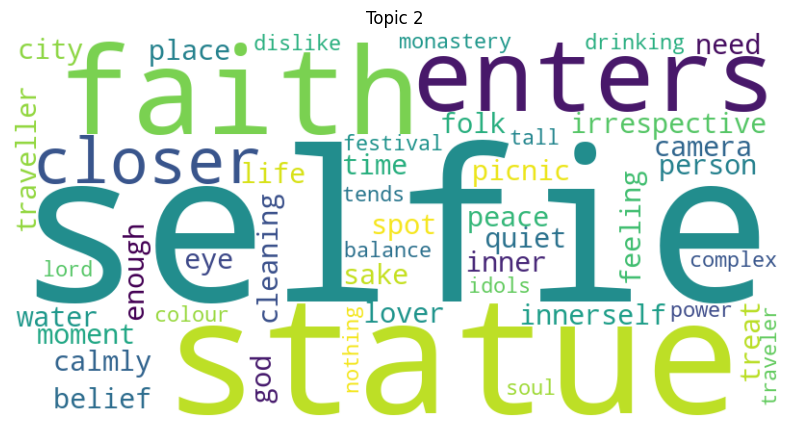 Topic 2
city
place
dislike
monastery
drinking
need
faith
enters
traveller
folk
tall
irrespective
closer
festival
camera
life
time
picnic
person
selfie
tends
spot
peace
quiet
feeling
enough
eye
cleaning
balance
inner
complex
lord
sake
idols
water
colour
lover
innerself
power
moment
statue
treat
traveler
calmly
god
nothing
belief
soul